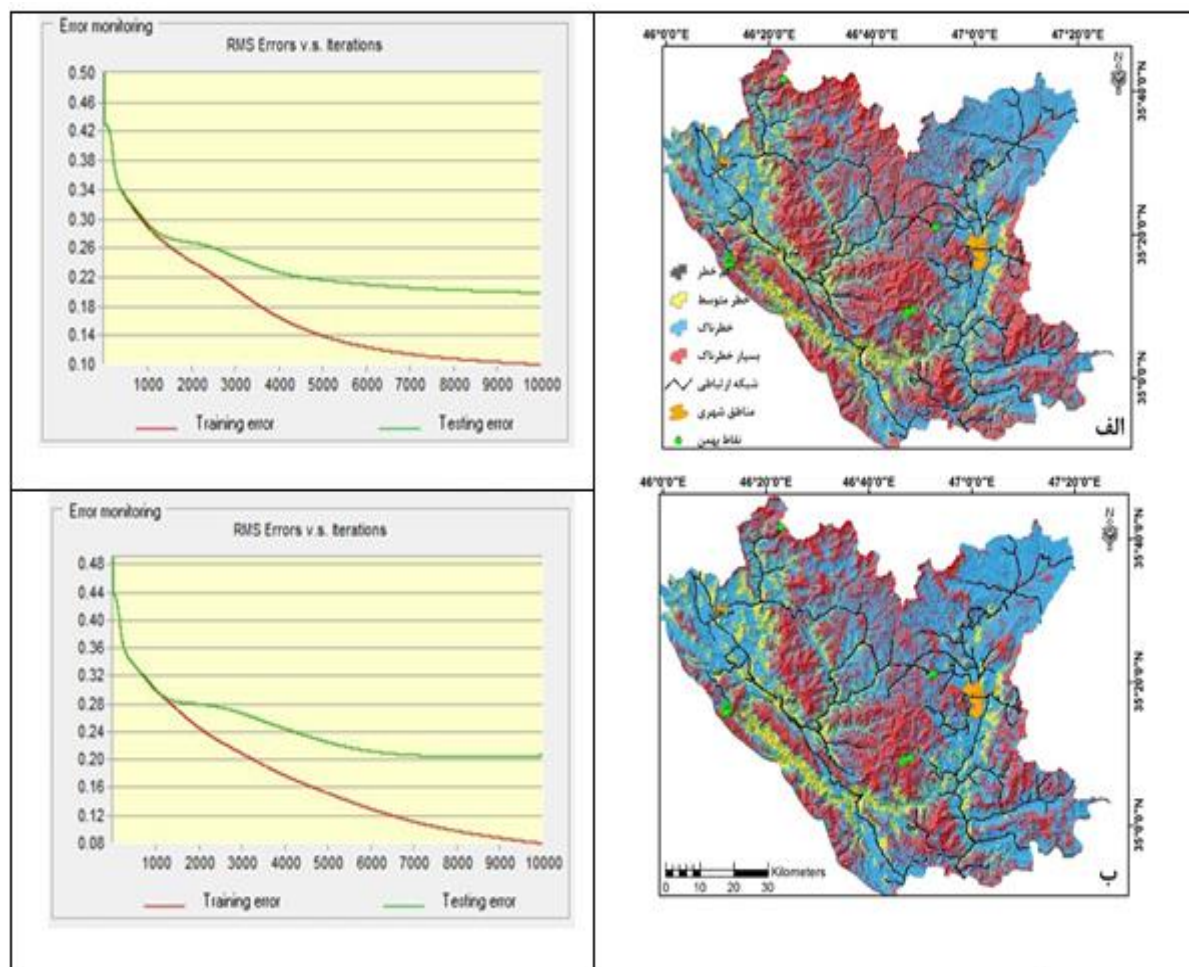 Error monitoring
RMS Errors v.s. Iterations
0.50
0.46
0.42
0.38
0.34
0.30
0.26
0.22
0.18
0.14
0.10
1000 2000 3000 4000 5000 6000 7000 8000 9000 10000
Training error Testing error
46°0'0"E 46°20'0"E 46°40'0"E 47°0'0"E 47°20'0"E
35°40'0"N
35°20'0"N
35°0'0"N
خطر
خطر متوسط
خطرناک
بسیار خطرناک
شبکه ارتباطی
مناطق شهری
نقاط بهمن
الف
Error monitoring
RMS Errors v.s. Iterations
0.48
0.44
0.40
0.36
0.32
0.28
0.24
0.20
0.16
0.12
0.08
1000 2000 3000 4000 5000 6000 7000 8000 9000 10000
Training error Testing error
46°0'0"E 46°20'0"E 46°40'0"E 47°0'0"E 47°20'0"E
35°40'0"N
35°20'0"N
35°0'0"N
Kilometers
0 5 10 20 30
ب